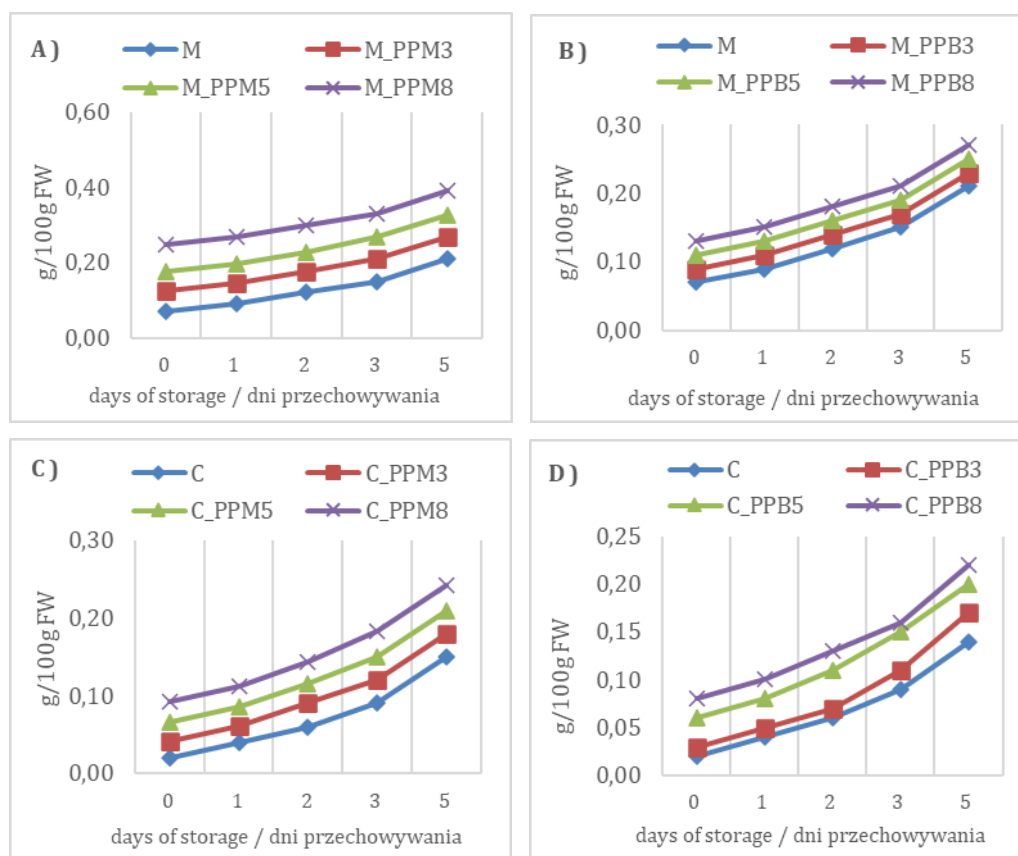 A)
M M_PPM3
M_PPM5 M_PPM8
0,60
0,40
0,20
0,00
g/100g FW
0 1 2 3 5
days of storage / dni przechowywania
B)
M M_PPB3
M_PPB5 M_PPB8
0,30
0,20
0,10
0,00
g/100g FW
0 1 2 3 5
days of storage / dni przechowywania
C)
C C_PPM3
C_PPM5 C_PPM8
0,30
0,20
0,10
0,00
g/100g FW
0 1 2 3 5
days of storage / dni przechowywania
D)
C C_PPB3
C_PPB5 C_PPB8
0,25
0,20
0,15
0,10
0,05
0,00
g/100g FW
0 1 2 3 5
days of storage / dni przechowywania